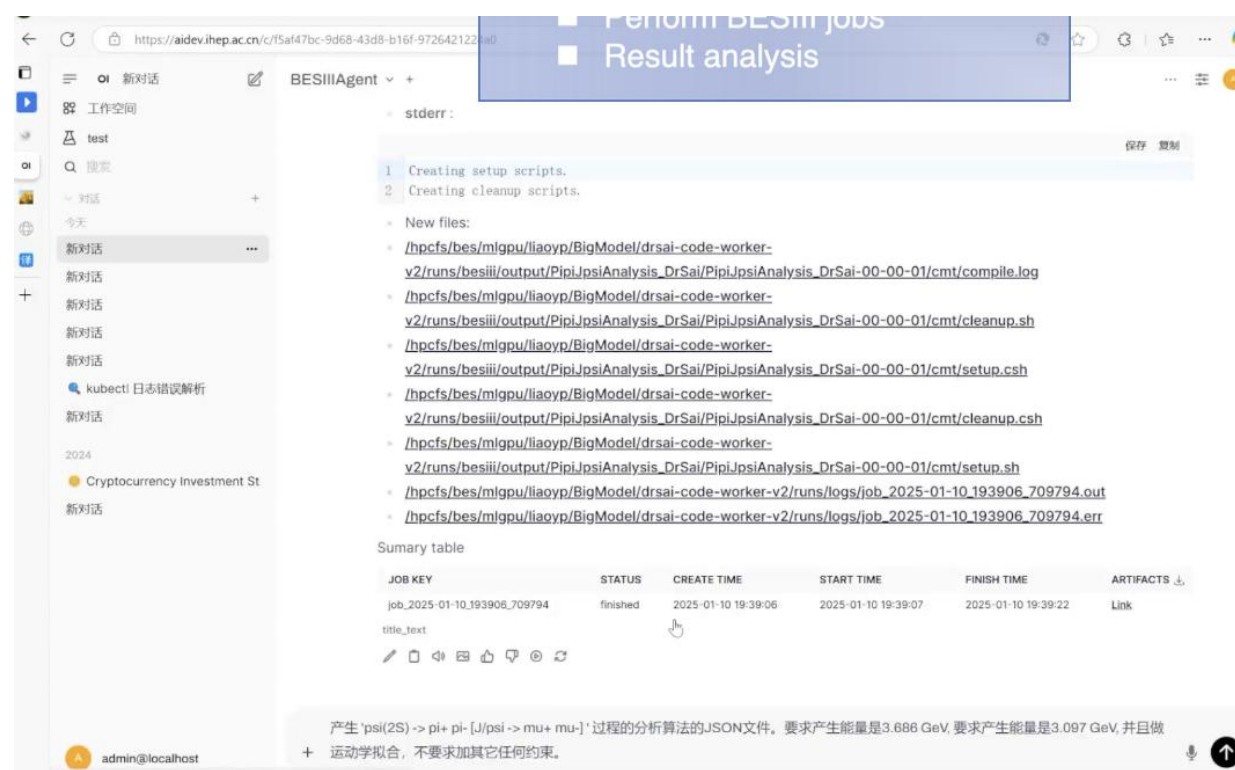 Perform BESIII jobs
Result analysis
https://aidev.ihep.ac.cn/c/f5af47bc-9d68-43d8-b16f-9726421224a0
OI 新对话
BESIIIAgent
工作空间
test
搜索
对话
今天
新对话
新对话
新对话
新对话
新对话
kubectl 日志错误解析
新对话
2024
Cryptocurrency Investment St
新对话
admin@localhost
stderr :
保存 复制
1 Creating setup scripts.
2 Creating cleanup scripts.
New files:
/hpcfs/bes/mlgpu/liaoyp/BigModel/drsai-code-worker-
v2/runs/besiii/output/PipiJpsiAnalysis_DrSai/PipiJpsiAnalysis_DrSai-00-00-01/cmt/compile.log
/hpcfs/bes/mlgpu/liaoyp/BigModel/drsai-code-worker-
v2/runs/besiii/output/PipiJpsiAnalysis_DrSai/PipiJpsiAnalysis_DrSai-00-00-01/cmt/cleanup.sh
/hpcfs/bes/mlgpu/liaoyp/BigModel/drsai-code-worker-
v2/runs/besiii/output/PipiJpsiAnalysis_DrSai/PipiJpsiAnalysis_DrSai-00-00-01/cmt/setup.csh
/hpcfs/bes/mlgpu/liaoyp/BigModel/drsai-code-worker-
v2/runs/besiii/output/PipiJpsiAnalysis_DrSai/PipiJpsiAnalysis_DrSai-00-00-01/cmt/cleanup.csh
/hpcfs/bes/mlgpu/liaoyp/BigModel/drsai-code-worker-
v2/runs/besiii/output/PipiJpsiAnalysis_DrSai/PipiJpsiAnalysis_DrSai-00-00-01/cmt/setup.sh
/hpcfs/bes/mlgpu/liaoyp/BigModel/drsai-code-worker-v2/runs/logs/job_2025-01-10_193906_709794.out
/hpcfs/bes/mlgpu/liaoyp/BigModel/drsai-code-worker-v2/runs/logs/job_2025-01-10_193906_709794.err
Sumary table
JOB KEY STATUS CREATE TIME START TIME FINISH TIME ARTIFACTS
job_2025-01-10_193906_709794 finished 2025-01-10 19:39:06 2025-01-10 19:39:07 2025-01-10 19:39:22 Link
title_text
产生 'psi(2S) -> pi+ pi- [J/psi -> mu+ mu-] ' 过程的分析算法的JSON文件。要求产生能量是3.686 GeV, 要求产生能量是3.097 GeV, 并且做
运动学拟合，不要求加其它任何约束。